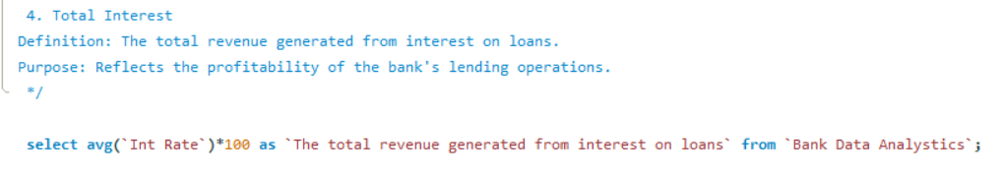 4. Total Interest
Definition: The total revenue generated from interest on loans.
Purpose: Reflects the profitability of the bank's lending operations.
*/
select avg(`Int Rate`)*100 as `The total revenue generated from interest on loans` from `Bank Data Analystics`;